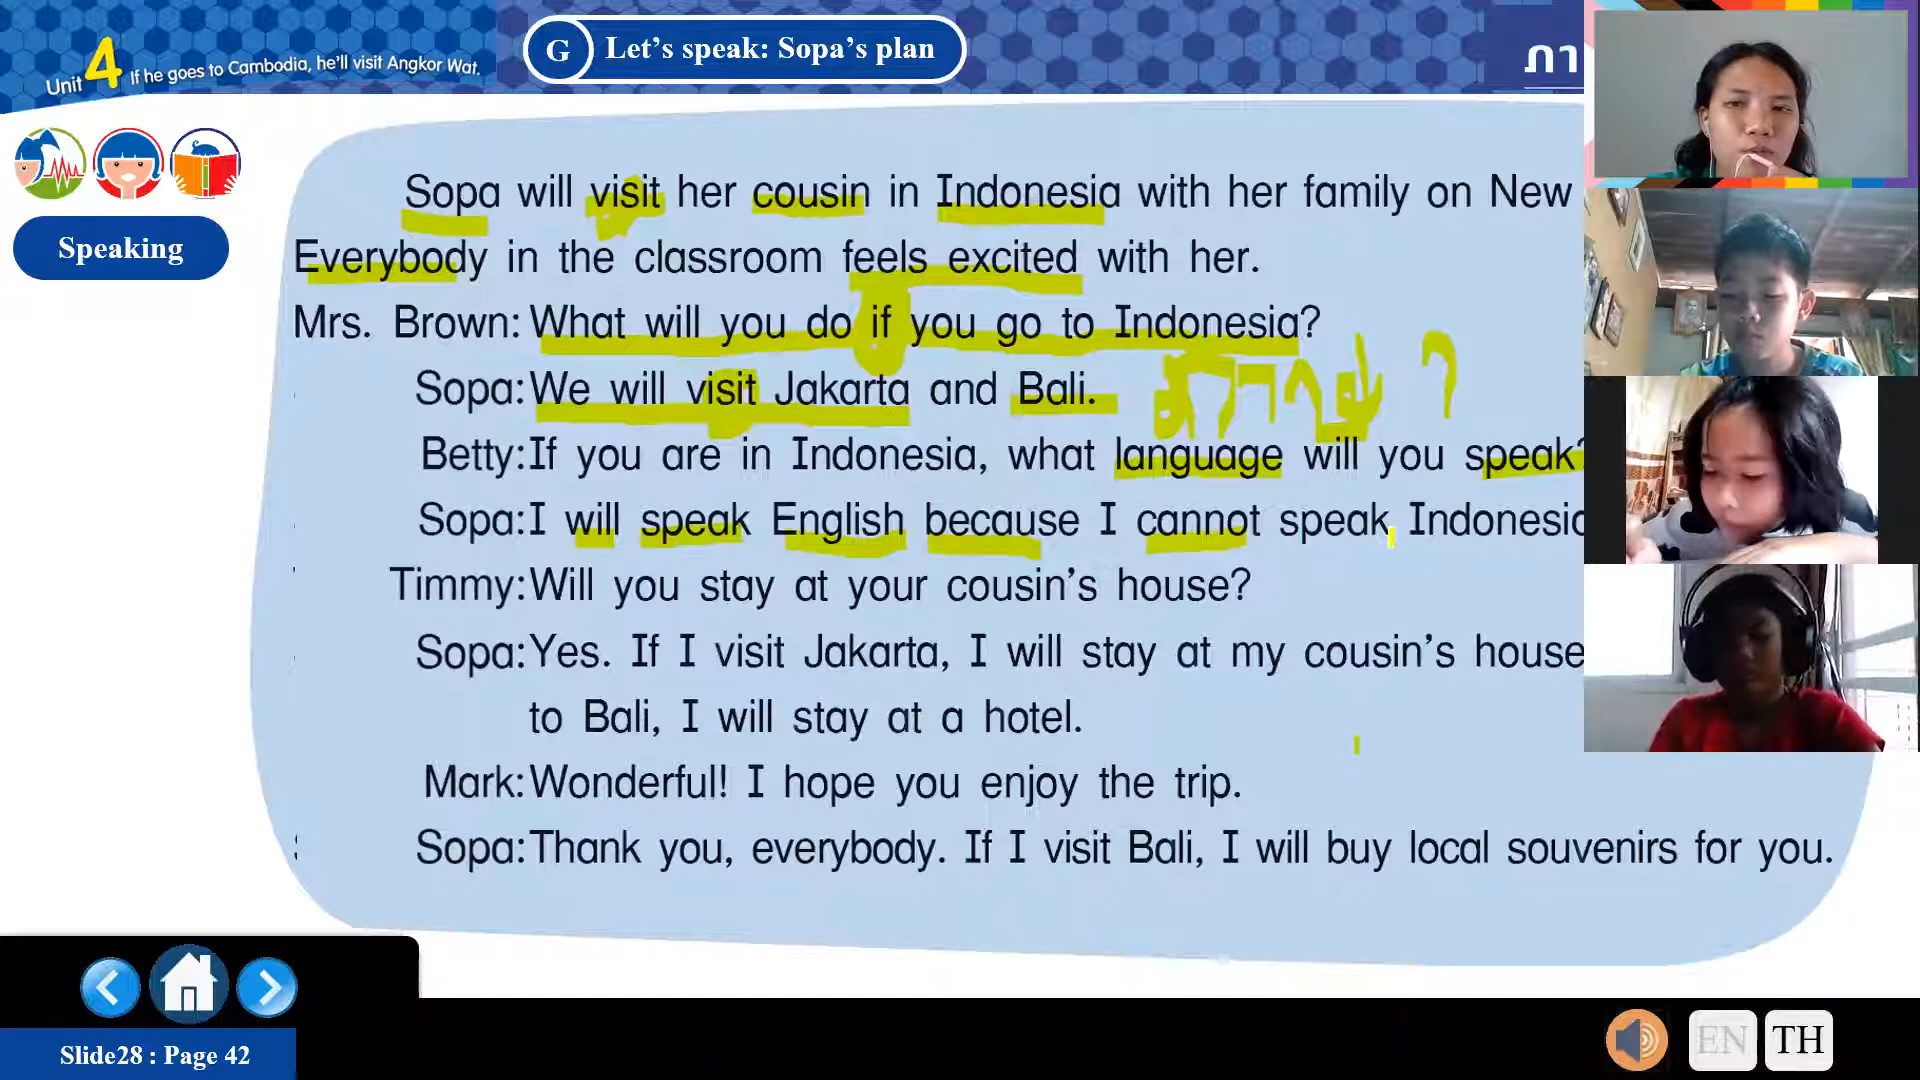 Unit 4 If he goes to Cambodia, he'll visit Angkor Wat.
G Let's speak: Sopa's plan
ภา
Speaking
Sopa will visit her cousin in Indonesia with her family on New
Everybody in the classroom feels excited with her.
Mrs. Brown: What will you do if you go to Indonesia?
Sopa: We will visit Jakarta and Bali.
Betty: If you are in Indonesia, what language will you speak?
Sopa: I will speak English because I cannot speak
Timmy: Will you stay at your cousin's house?
Sopa: Yes. If I visit Jakarta, I will stay at my cousin's house
to Bali, I will stay at a hotel.
Mark: Wonderful! I hope you enjoy the trip.
Sopa: Thank you, everybody. If I visit Bali, I will buy local souvenirs for you.
Slide28 : Page 42
EN TH